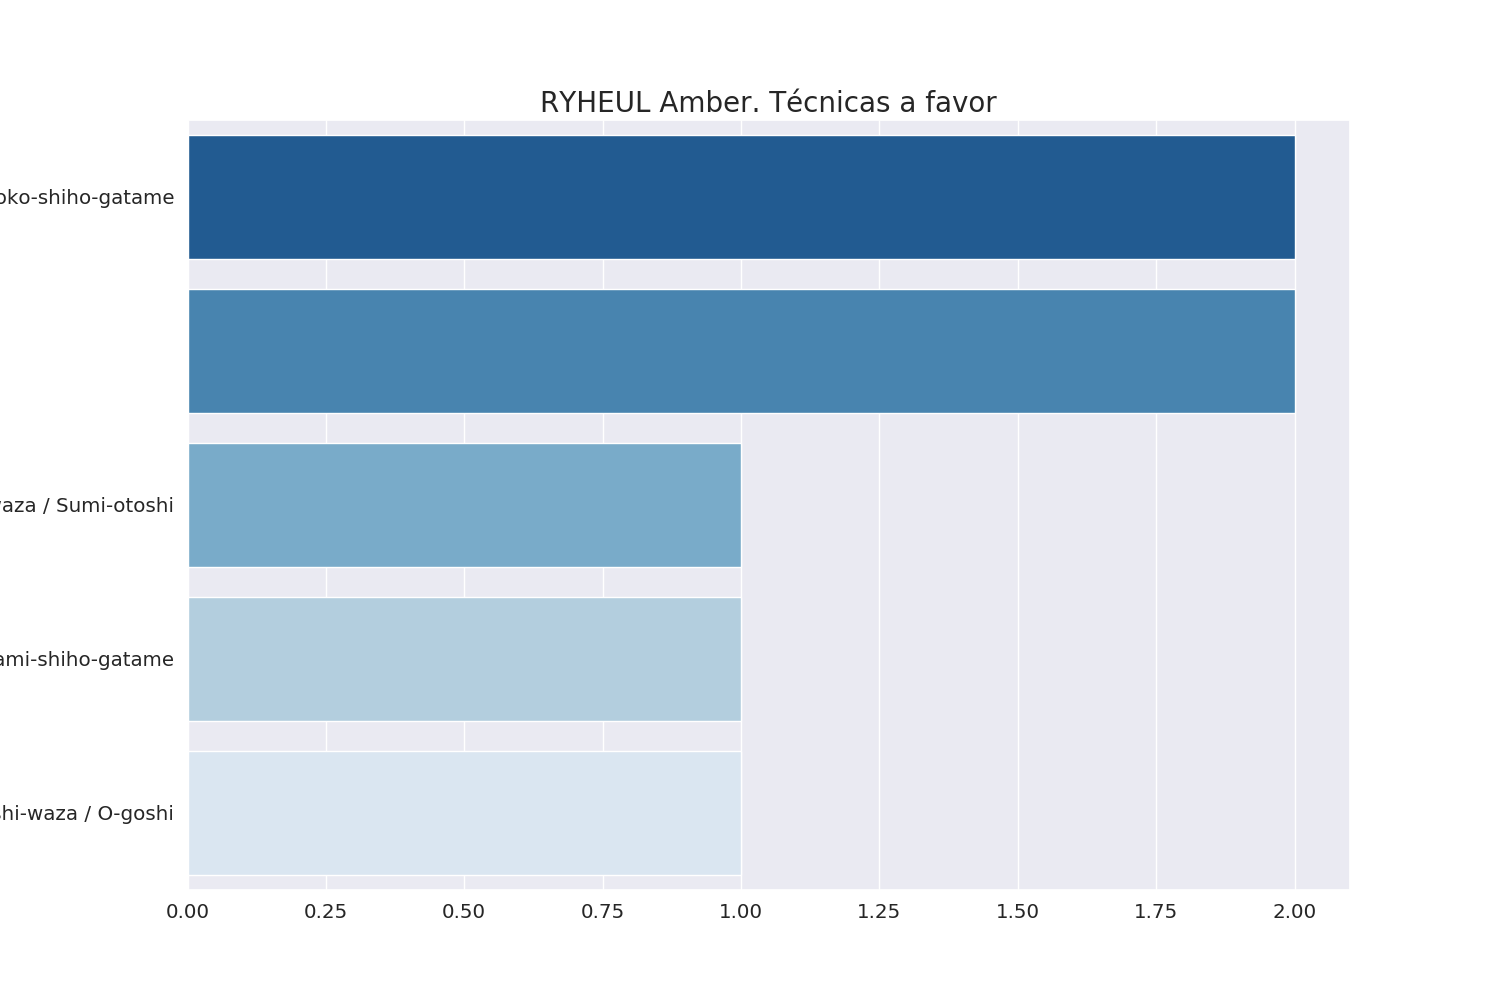 RYHEUL Amber. Técnicas a favor
oko-shiho-gatame
aza / Sumi-otoshi
ami-shiho-gatame
hi-waza / O-goshi
0.00 0.25 0.50 0.75 1.00 1.25 1.50 1.75 2.00